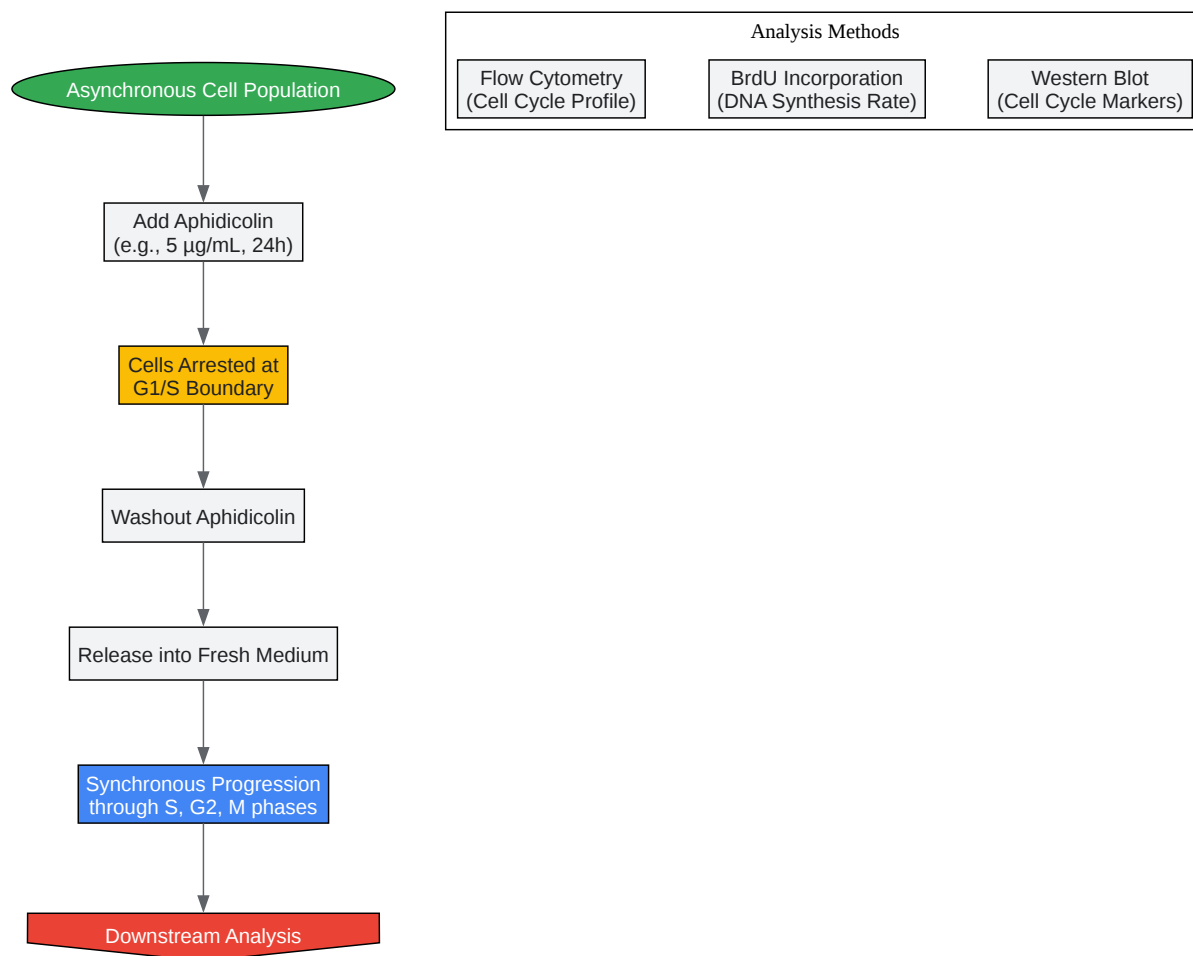 Analysis Methods
Flow Cytometry
(Cell Cycle Profile)
BrdU Incorporation
(DNA Synthesis Rate)
Western Blot
(Cell Cycle Markers)
Asynchronous Cell Population
Add Aphidicolin
(e.g., 5 µg/mL, 24h)
Cells Arrested at
G1/S Boundary
Washout Aphidicolin
Release into Fresh Medium
Synchronous Progression
through S, G2, M phases
Downstream Analysis